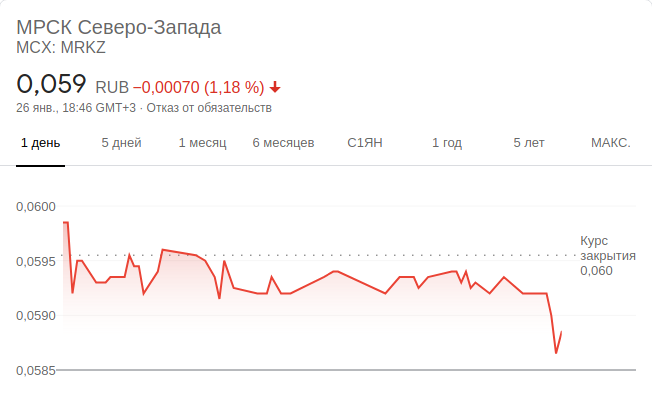 МРСК Северо-Запада
MCX: MRKZ
0,059 RUB −0,00070 (1,18 %)
26 янв., 18:46 GMT+3 · Отказ от обязательств
1 день 5 дней 1 месяц 6 месяцев С1ЯН 1 год 5 лет МАКС.
0,0600
Курс
0,0595 закрытия
0,060
0,0590
0,0585